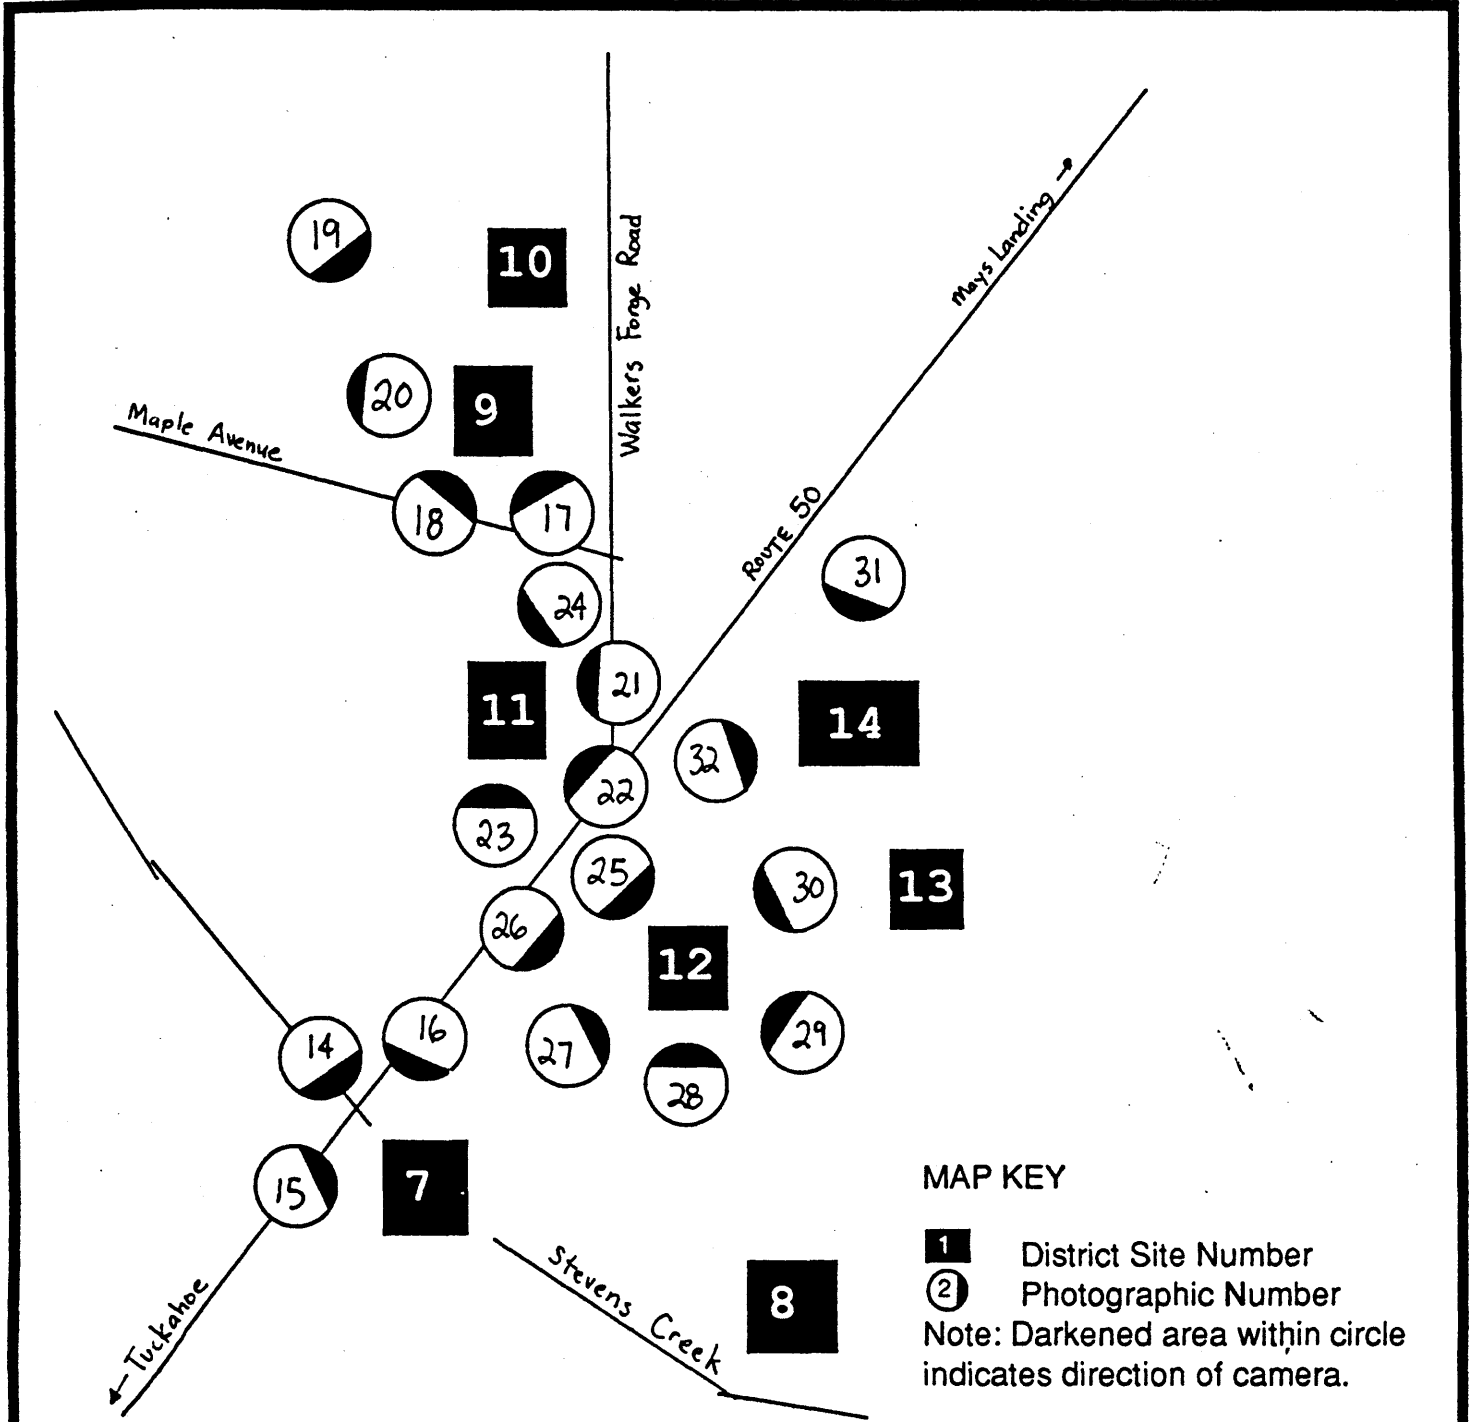 19
10
Walkers Forge Road
Mays Landing →
20
9
Maple Avenue
18
17
ROUTE 50
31
24
21
11
14
32
22
23
25
30
13
26
12
16
29
14
27
28
7
15
MAP KEY
1 District Site Number
2 Photographic Number
Note: Darkened area within circle
indicates direction of camera.
Stevens Creek
8
← Tuckahoe